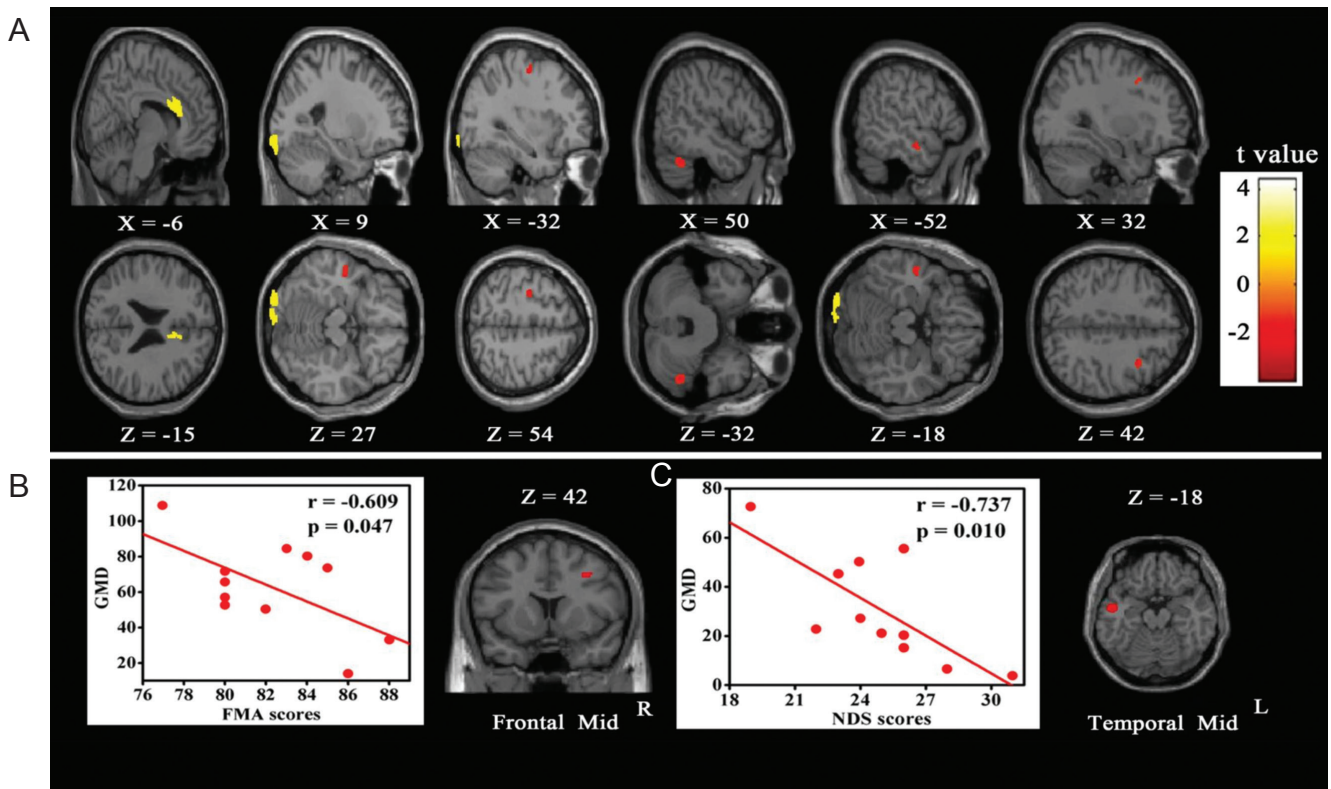 A
X = -6
X = 9
X = -32
X = 50
X = -52
X = 32
t value
4
2
0
-2
Z = -15
Z = 27
Z = 54
Z = -32
Z = -18
Z = 42
B
120
100
80
60
40
20
GMD
r = -0.609
p = 0.047
76 78 80 82 84 86 88
FMA scores
Z = 42
R
Frontal Mid
C
80
60
40
20
0
GMD
r = -0.737
p = 0.010
18 21 24 27 30
NDS scores
Z = -18
L
Temporal Mid